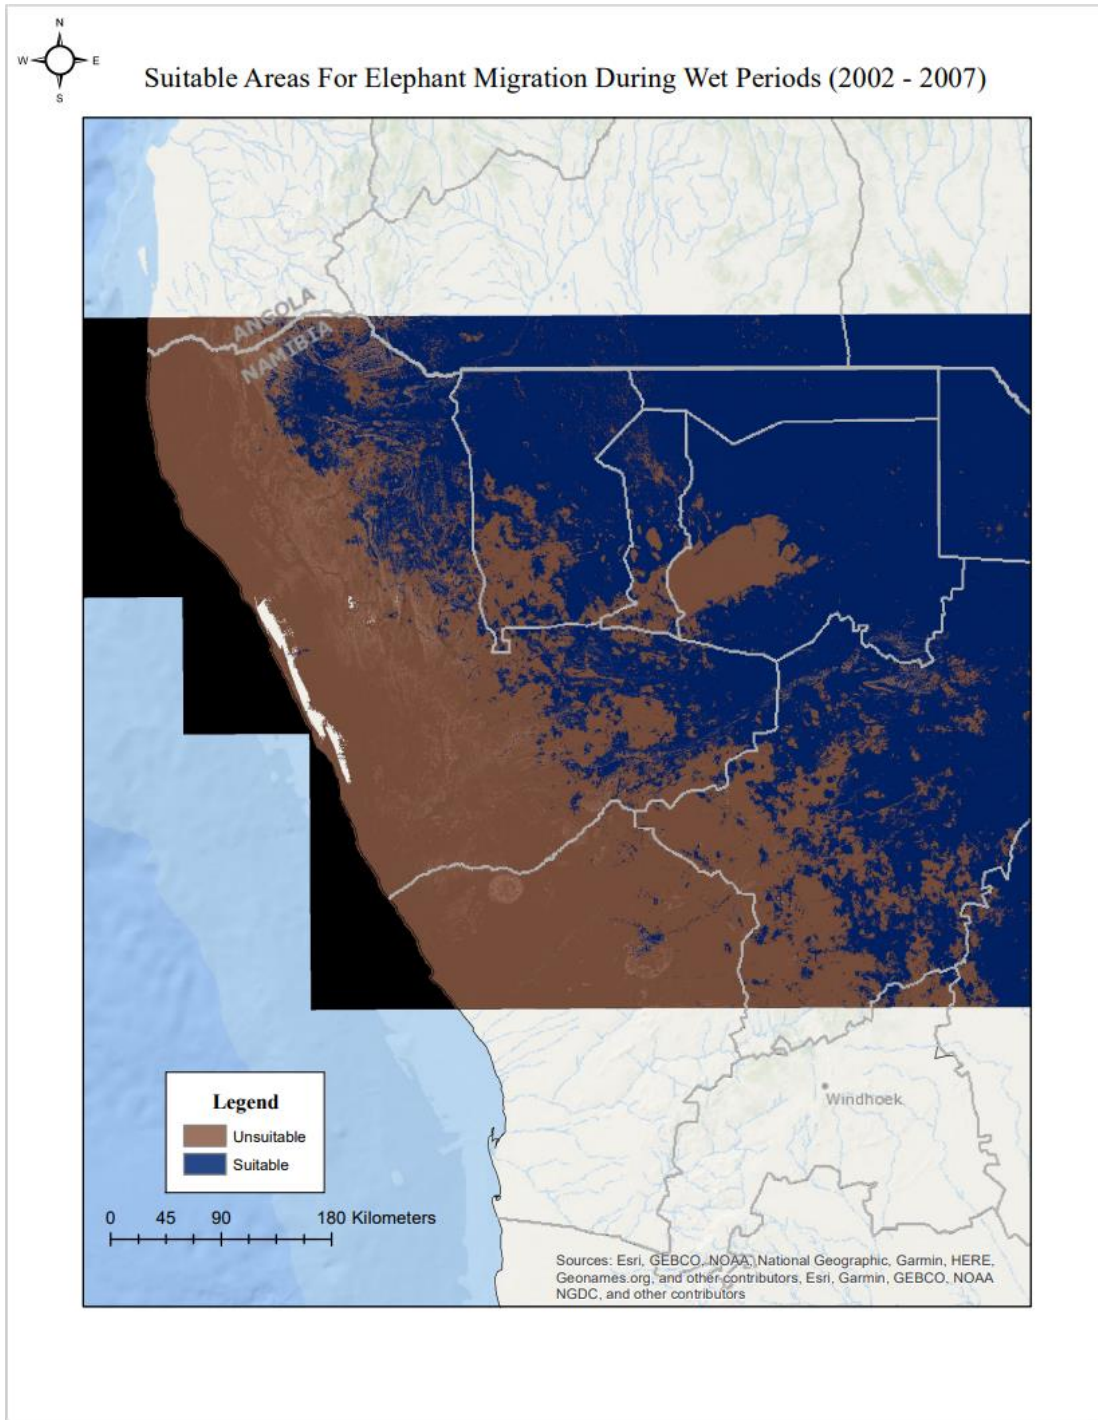 N
W E
S
Suitable Areas For Elephant Migration During Wet Periods (2002 - 2007)
ANGOLA
NAMIBIA
Windhoek
Legend
Unsuitable
Suitable
0 45 90 180 Kilometers
Sources: Esri, GEBCO, NOAA, National Geographic, Garmin, HERE,
Geonames.org, and other contributors, Esri, Garmin, GEBCO, NOAA
NGDC, and other contributors